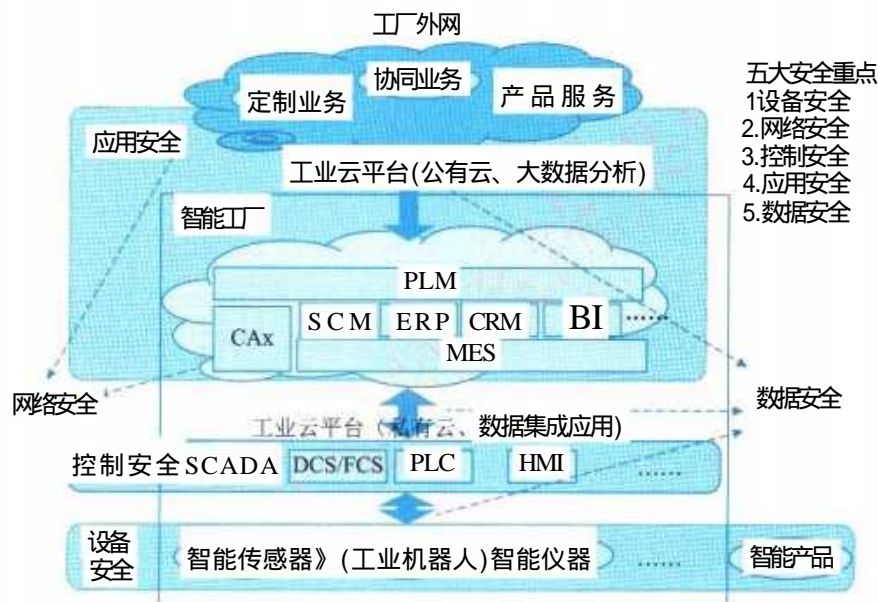 工厂外网
定制业务
协同业务
产品服务
五大安全重点
1设备安全
2.网络安全
3.控制安全
4.应用安全
5.数据安全
应用安全
工业云平台(公有云、大数据分析)
智能工厂
PLM
CAx
SCM
ERP
CRM
BI
……
MES
网络安全
数据安全
工业云平台（私有云、数据集成应用)
控制安全SCADA
DCS/FCS
PLC
HMI
……
设备
安全
智能传感器》(工业机器人)智能仪器
……
智能产品